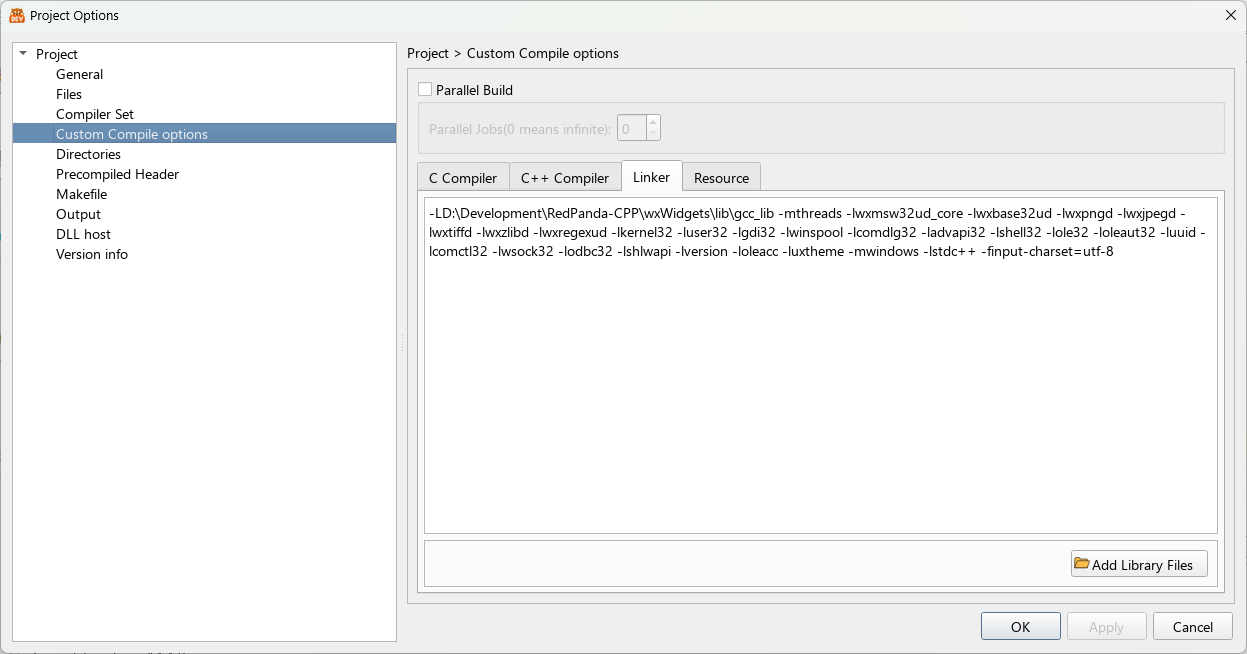 Project Options
Project
General
Files
Compiler Set
Custom Compile options
Directories
Precompiled Header
Makefile
Output
DLL host
Version info
Project > Custom Compile options
Parallel Build
Parallel Jobs(0 means infinite): 0
C Compiler C++ Compiler Linker Resource
-LD:\Development\RedPanda-CPP\wxWidgets\lib\gcc_lib -mthreads -lwxmsw32ud_core -lwxbase32ud -lwxpngd -lwxjpegd -
lwxtiffd -lwxzlibd -lwxregexud -lkernel32 -luser32 -lgdi32 -lwinspool -lcomdlg32 -ladvapi32 -lshell32 -lole32 -loleaut32 -luuid -
lcomctl32 -lwsock32 -lodbc32 -lshlwapi -lversion -loleacc -luxtheme -mwindows -lstdc++ -finput-charset=utf-8
Add Library Files
OK Apply Cancel